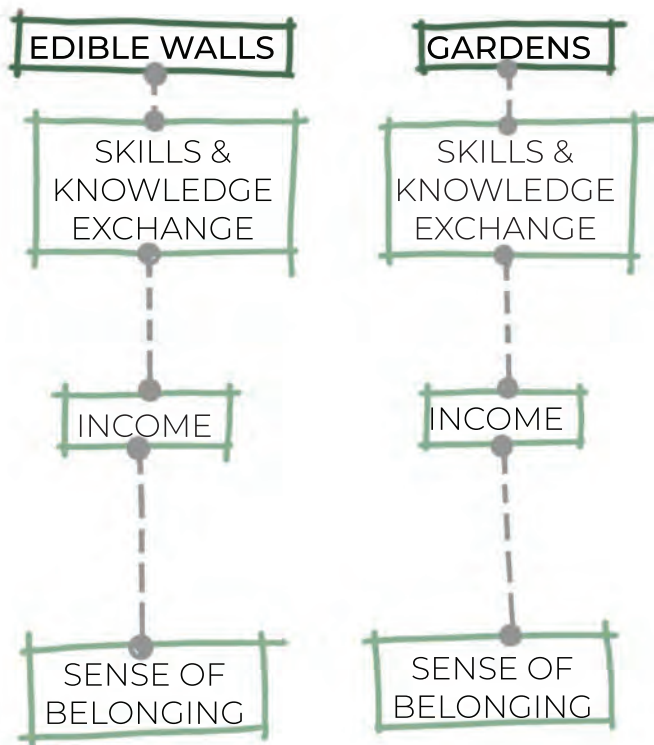 EDIBLE WALLS
SKILLS &
KNOWLEDGE
EXCHANGE
INCOME
SENSE OF
BELONGING
GARDENS
SKILLS &
KNOWLEDGE
EXCHANGE
INCOME
SENSE OF
BELONGING